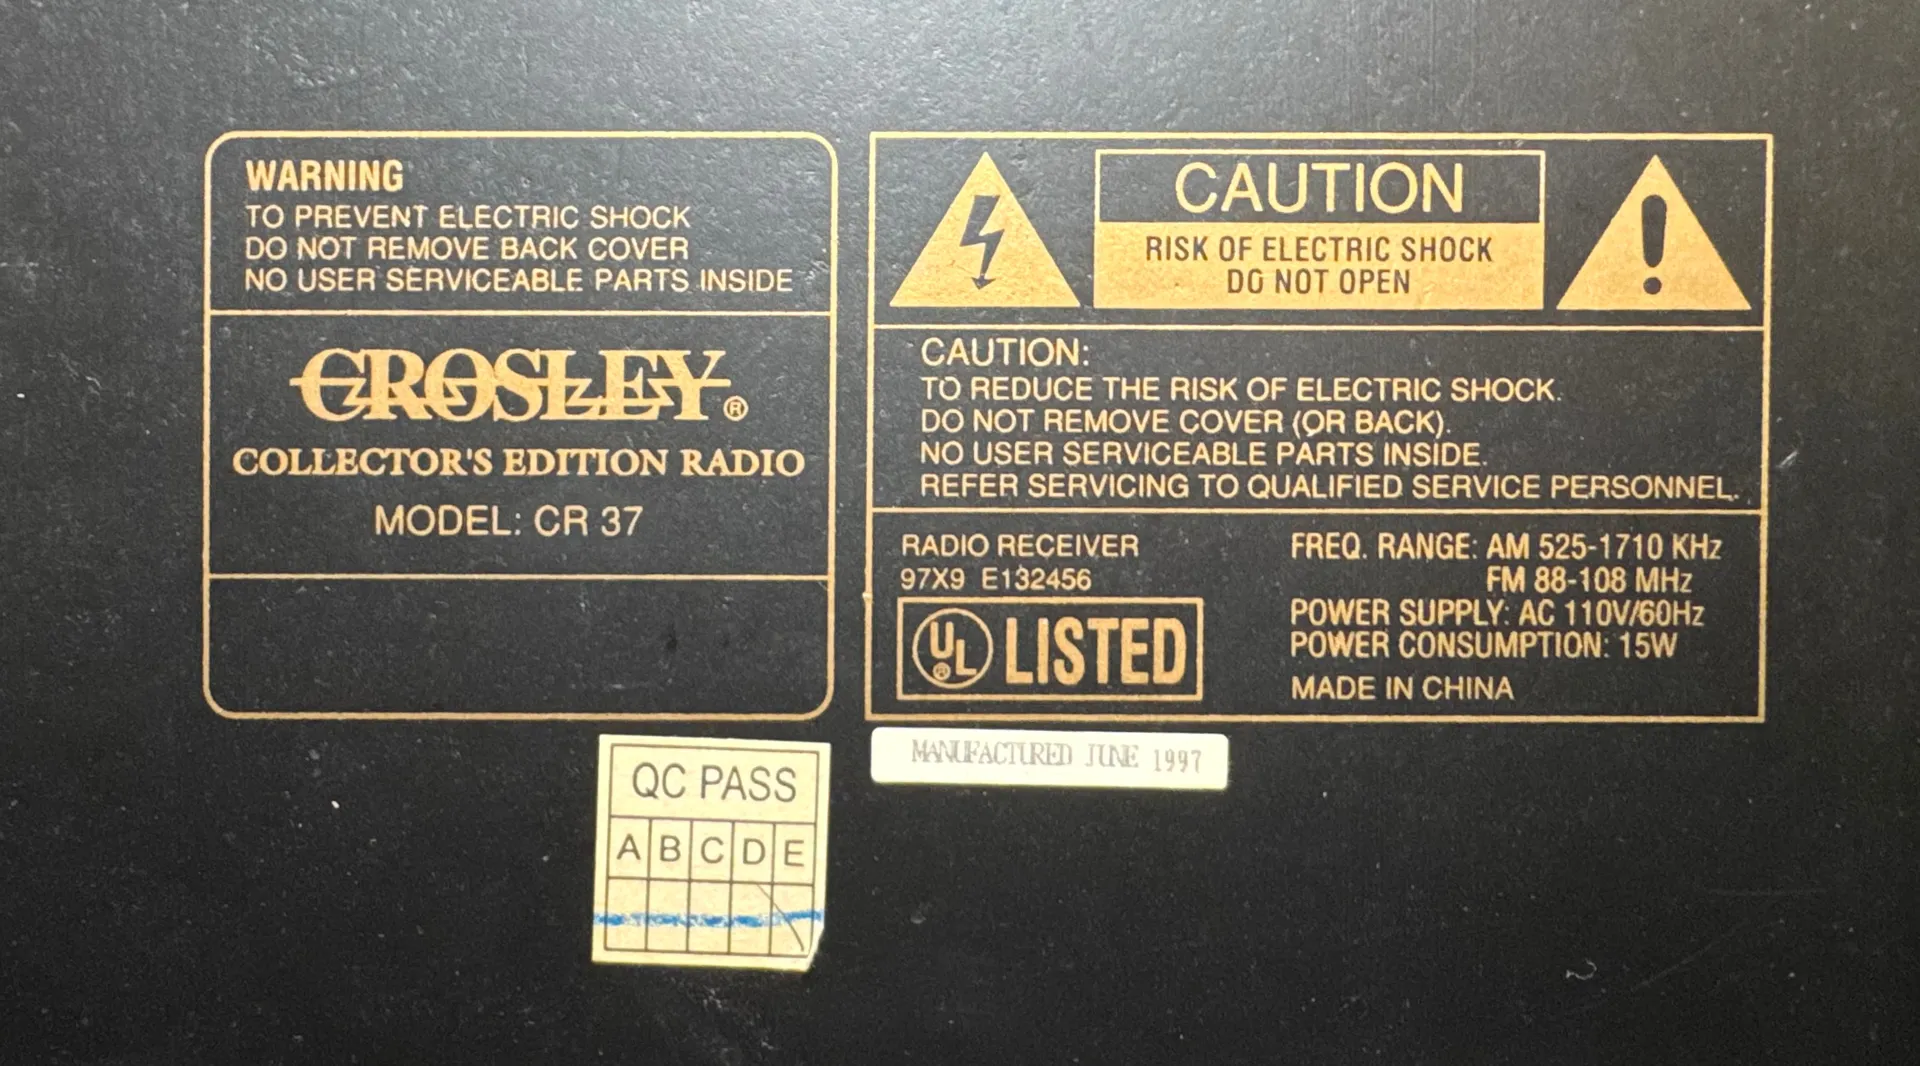 WARNING
TO PREVENT ELECTRIC SHOCK
DO NOT REMOVE BACK COVER
NO USER SERVICEABLE PARTS INSIDE
CROSLEY®
COLLECTOR'S EDITION RADIO
MODEL: CR 37
CAUTION
RISK OF ELECTRIC SHOCK
DO NOT OPEN
CAUTION:
TO REDUCE THE RISK OF ELECTRIC SHOCK.
DO NOT REMOVE COVER (OR BACK).
NO USER SERVICEABLE PARTS INSIDE.
REFER SERVICING TO QUALIFIED SERVICE PERSONNEL.
RADIO RECEIVER
97X9 E132456
UL® LISTED
FREQ. RANGE: AM 525-1710 KHz
FM 88-108 MHz
POWER SUPPLY: AC 110V/60Hz
POWER CONSUMPTION: 15W
MADE IN CHINA
MANUFACTURED JUNE 1997
QC PASS
A B C D E